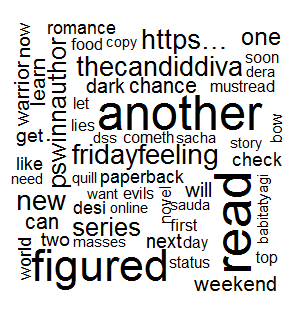 romance
food copy https… one
thecandiddiva soon
dera
dark chance mustread
warrior now
learn
let
another
lies dss cometh sacha story bow
pswinnauthor
get
fridayfeeling check
like
need
quill paperback
want evils novel will
new desi online sauda
can series first
babitatyagi
read
two masses next day
world
figured status top
weekend